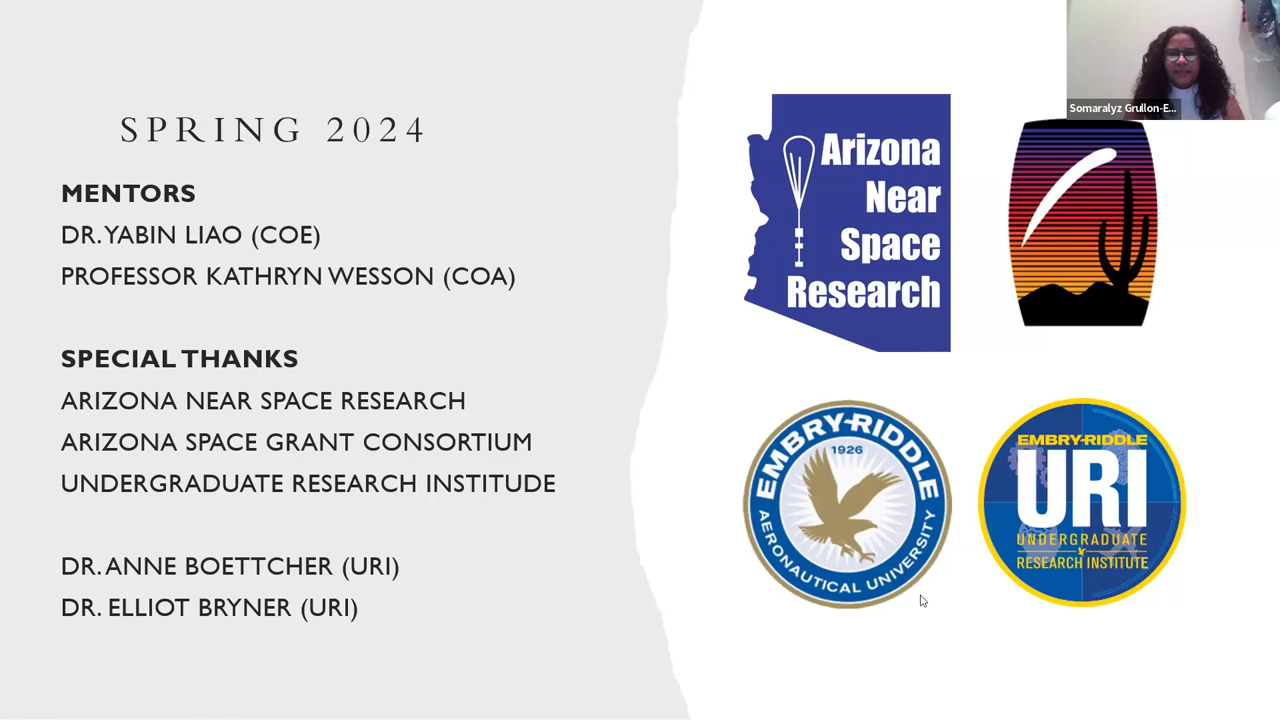 SPRING 2024
MENTORS
DR. YABIN LIAO (COE)
PROFESSOR KATHRYN WESSON (COA)
SPECIAL THANKS
ARIZONA NEAR SPACE RESEARCH
ARIZONA SPACE GRANT CONSORTIUM
UNDERGRADUATE RESEARCH INSTITUDE
DR. ANNE BOETTCHER (URI)
DR. ELLIOT BRYNER (URI)
Arizona
Near
Space
Research
Somaralyz Grullon-E...
EMBRY-RIDDLE
1926
AERONAUTICAL UNIVERSITY
EMBRY-RIDDLE
URI
UNDERGRADUATE
RESEARCH INSTITUTE